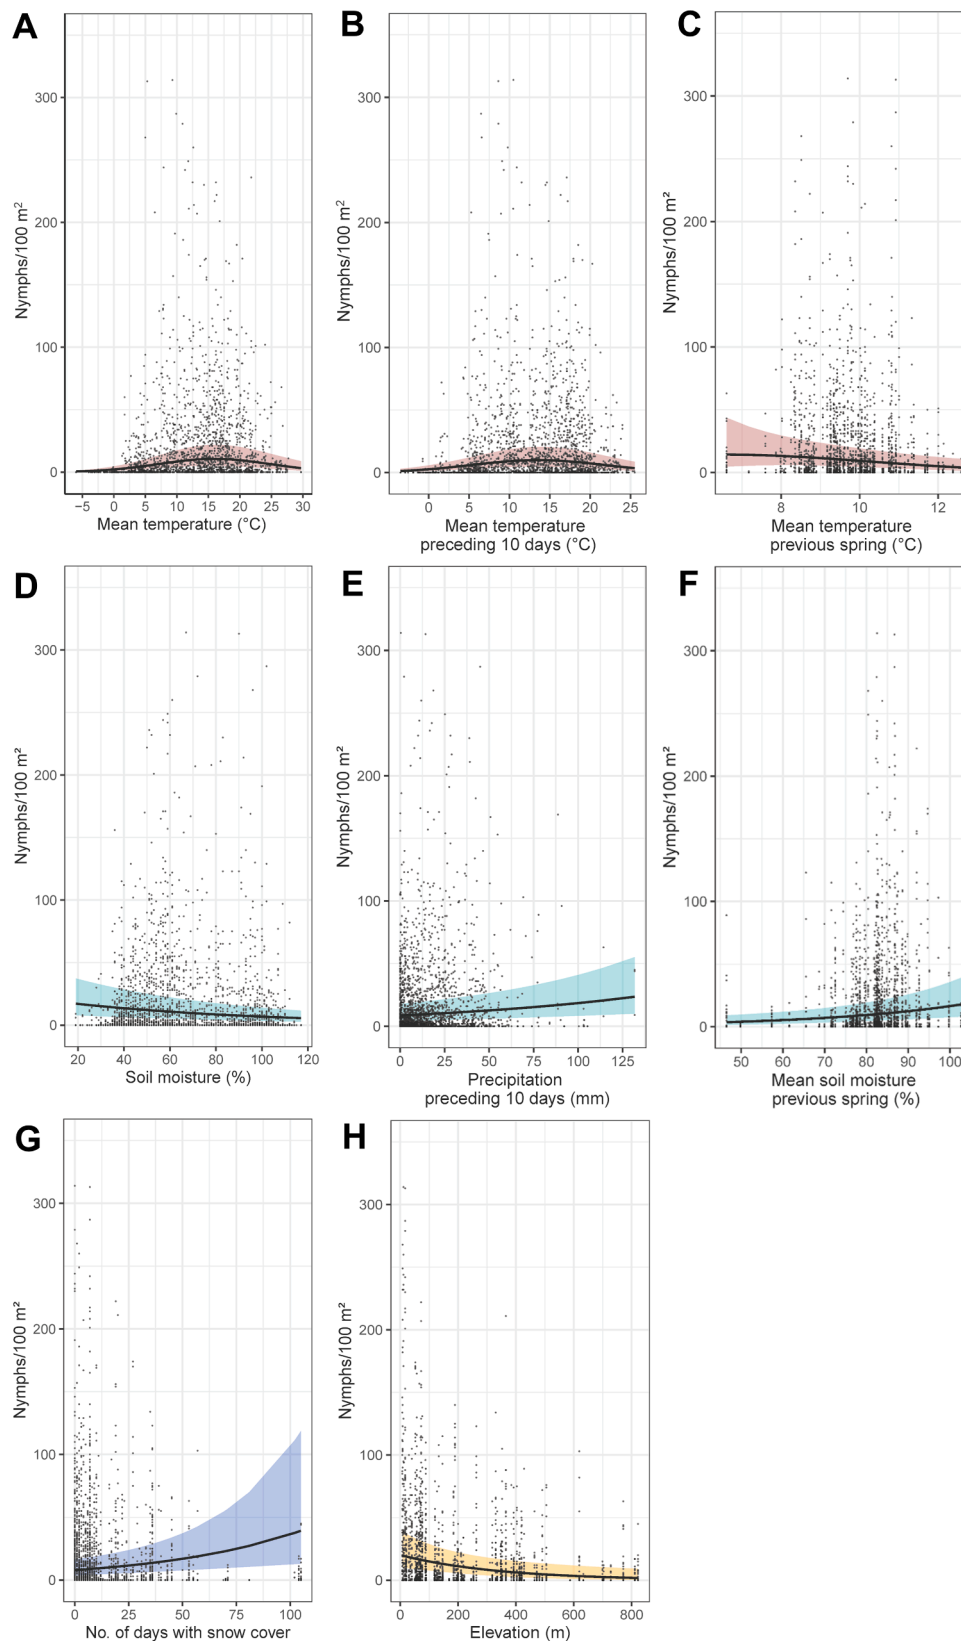 A
B
C
300
200
100
0
Nymphs/100 m²
−5 0 5 10 15 20 25 30
Mean temperature (°C)
300
200
100
0
Nymphs/100 m²
0 5 10 15 20 25
Mean temperature
preceding 10 days (°C)
300
200
100
0
Nymphs/100 m²
8 10 12
Mean temperature
previous spring (°C)
D
E
F
300
200
100
0
Nymphs/100 m²
20 40 60 80 100 120
Soil moisture (%)
300
200
100
0
Nymphs/100 m²
0 25 50 75 100 125
Precipitation
preceding 10 days (mm)
300
200
100
0
Nymphs/100 m²
50 60 70 80 90 100
Mean soil moisture
previous spring (%)
G
H
300
200
100
0
Nymphs/100 m²
0 25 50 75 100
No. of days with snow cover
300
200
100
0
Nymphs/100 m²
0 200 400 600 800
Elevation (m)